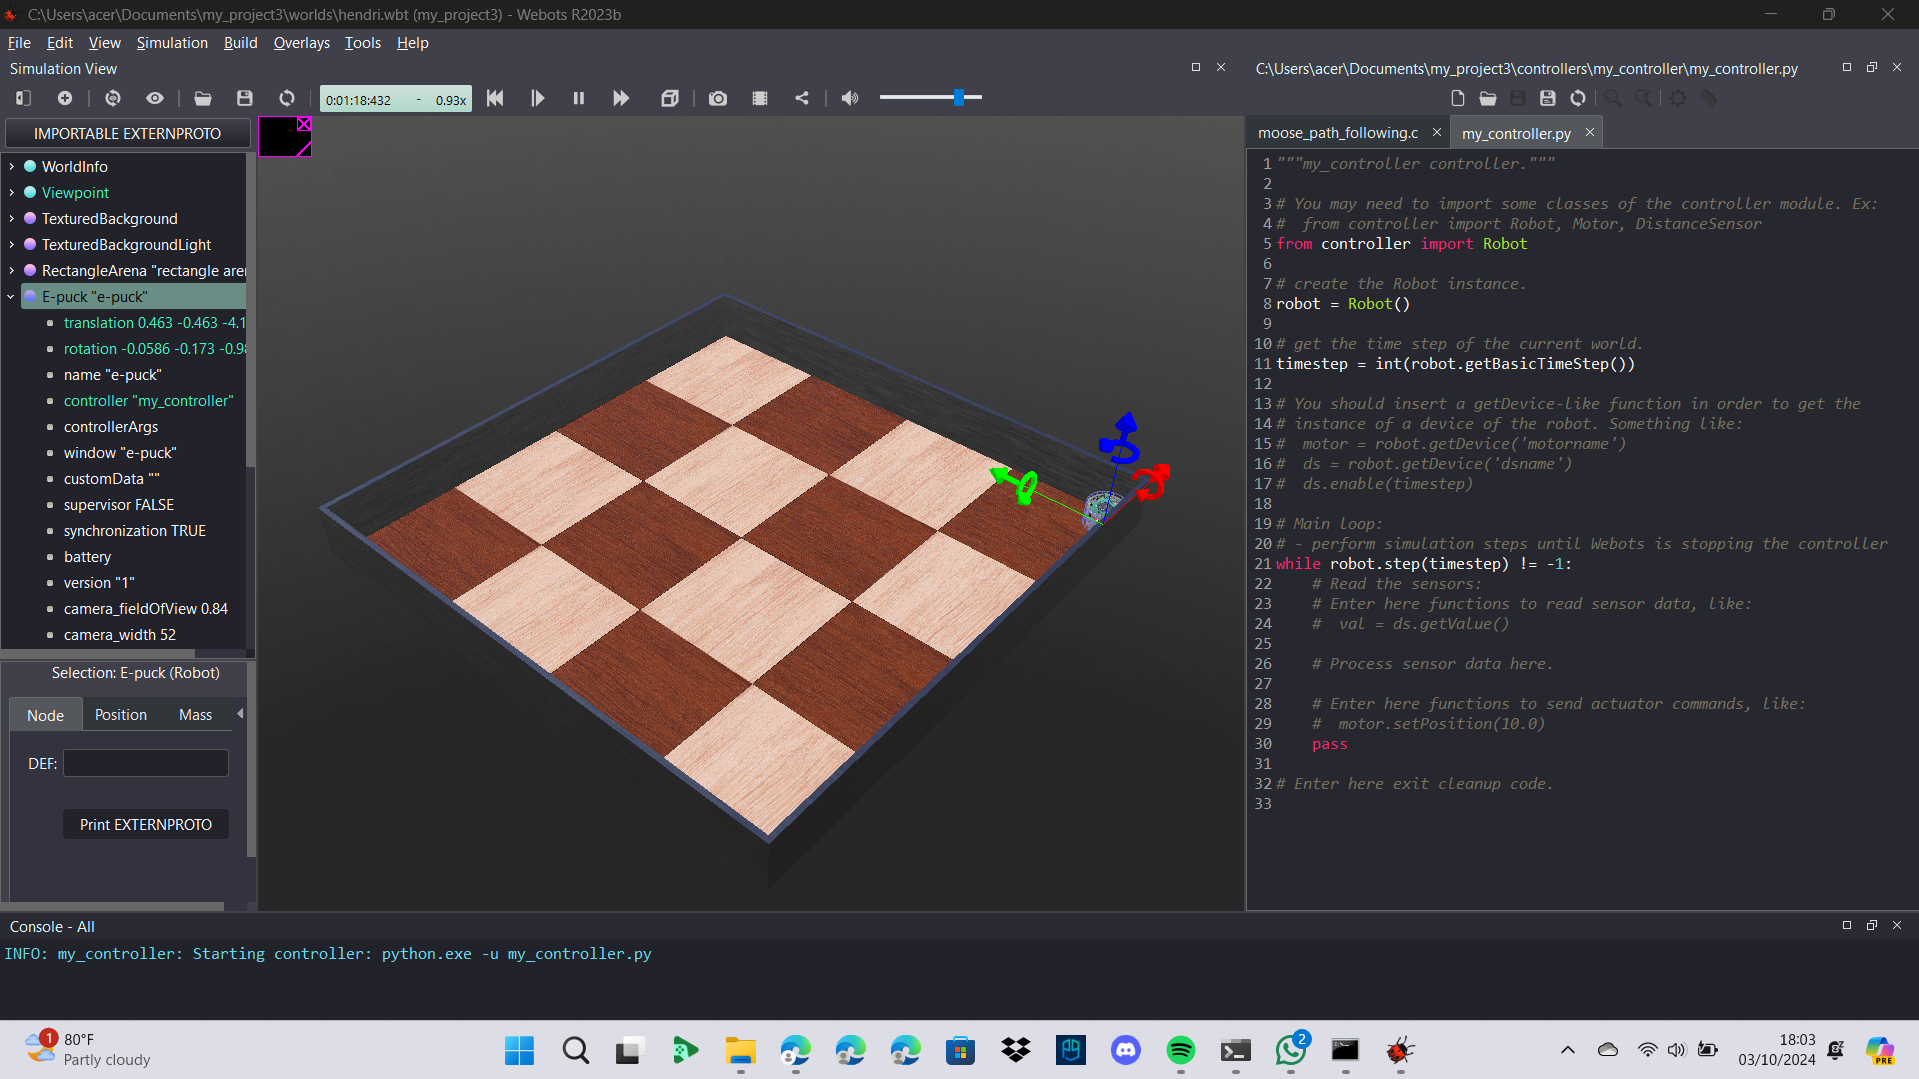 C:\Users\acer\Documents\my_project3\worlds\hendri.wbt (my_project3) - Webots R2023b
File Edit View Simulation Build Overlays Tools Help
Simulation View
0:01:18:432 - 0.93x
IMPORTABLE EXTERNPROTO
WorldInfo
Viewpoint
TexturedBackground
TexturedBackgroundLight
RectangleArena "rectangle are
E-puck "e-puck"
translation 0.463 -0.463 -4.1
rotation -0.0586 -0.173 -0.98
name "e-puck"
controller "my_controller"
controllerArgs
window "e-puck"
customData ""
supervisor FALSE
synchronization TRUE
battery
version "1"
camera_fieldOfView 0.84
camera_width 52
Selection: E-puck (Robot)
Node Position Mass
DEF:
Print EXTERNPROTO
C:\Users\acer\Documents\my_project3\controllers\my_controller\my_controller.py
moose_path_following.c my_controller.py
1 """my_controller controller."""
2
3 # You may need to import some classes of the controller module. Ex:
4 #  from controller import Robot, Motor, DistanceSensor
5 from controller import Robot
6
7 # create the Robot instance.
8 robot = Robot()
9
10 # get the time step of the current world.
11 timestep = int(robot.getBasicTimeStep())
12
13 # You should insert a getDevice-like function in order to get the
14 # instance of a device of the robot. Something like:
15 #  motor = robot.getDevice('motorname')
16 #  ds = robot.getDevice('dsname')
17 #  ds.enable(timestep)
18
19 # Main loop:
20 # - perform simulation steps until Webots is stopping the controller
21 while robot.step(timestep) != -1:
22     # Read the sensors:
23     # Enter here functions to read sensor data, like:
24     #  val = ds.getValue()
25
26     # Process sensor data here.
27
28     # Enter here functions to send actuator commands, like:
29     #  motor.setPosition(10.0)
30     pass
31
32 # Enter here exit cleanup code.
33
Console - All
INFO: my_controller: Starting controller: python.exe -u my_controller.py
1
80°F
Partly cloudy
2
18:03
03/10/2024
PRE